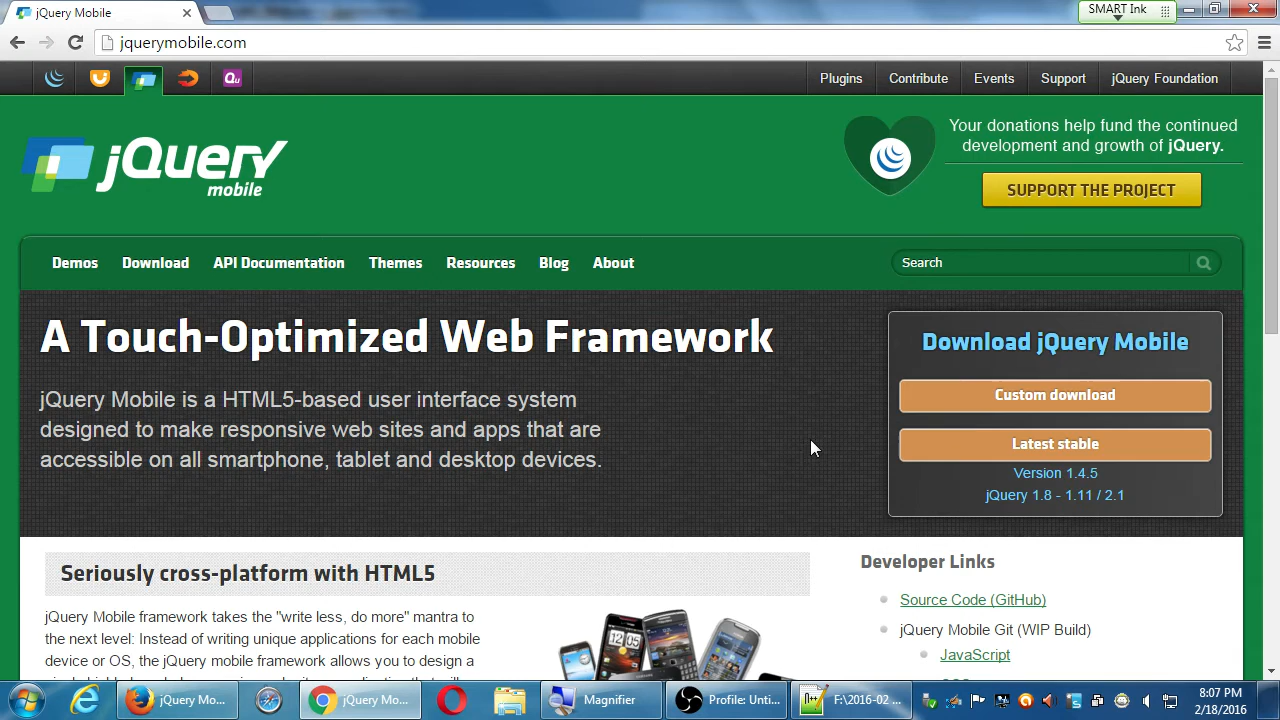 jQuery Mobile
SMART Ink
jquerymobile.com
Qu
Plugins
Contribute
Events
Support
jQuery Foundation
jQuery
mobile
Your donations help fund the continued
development and growth of jQuery.
SUPPORT THE PROJECT
Demos
Download
API Documentation
Themes
Resources
Blog
About
Search
A Touch-Optimized Web Framework
jQuery Mobile is a HTML5-based user interface system
designed to make responsive web sites and apps that are
accessible on all smartphone, tablet and desktop devices.
Download jQuery Mobile
Custom download
Latest stable
Version 1.4.5
jQuery 1.8 - 1.11 / 2.1
Seriously cross-platform with HTML5
jQuery Mobile framework takes the "write less, do more" mantra to
the next level: Instead of writing unique applications for each mobile
device or OS, the jQuery mobile framework allows you to design a
12:05
Developer Links
Source Code (GitHub)
jQuery Mobile Git (WIP Build)
JavaScript
jQuery Mo...
jQuery Mo...
Magnifier
Profile: Unti...
F:\2016-02 ...
8:07 PM
2/18/2016